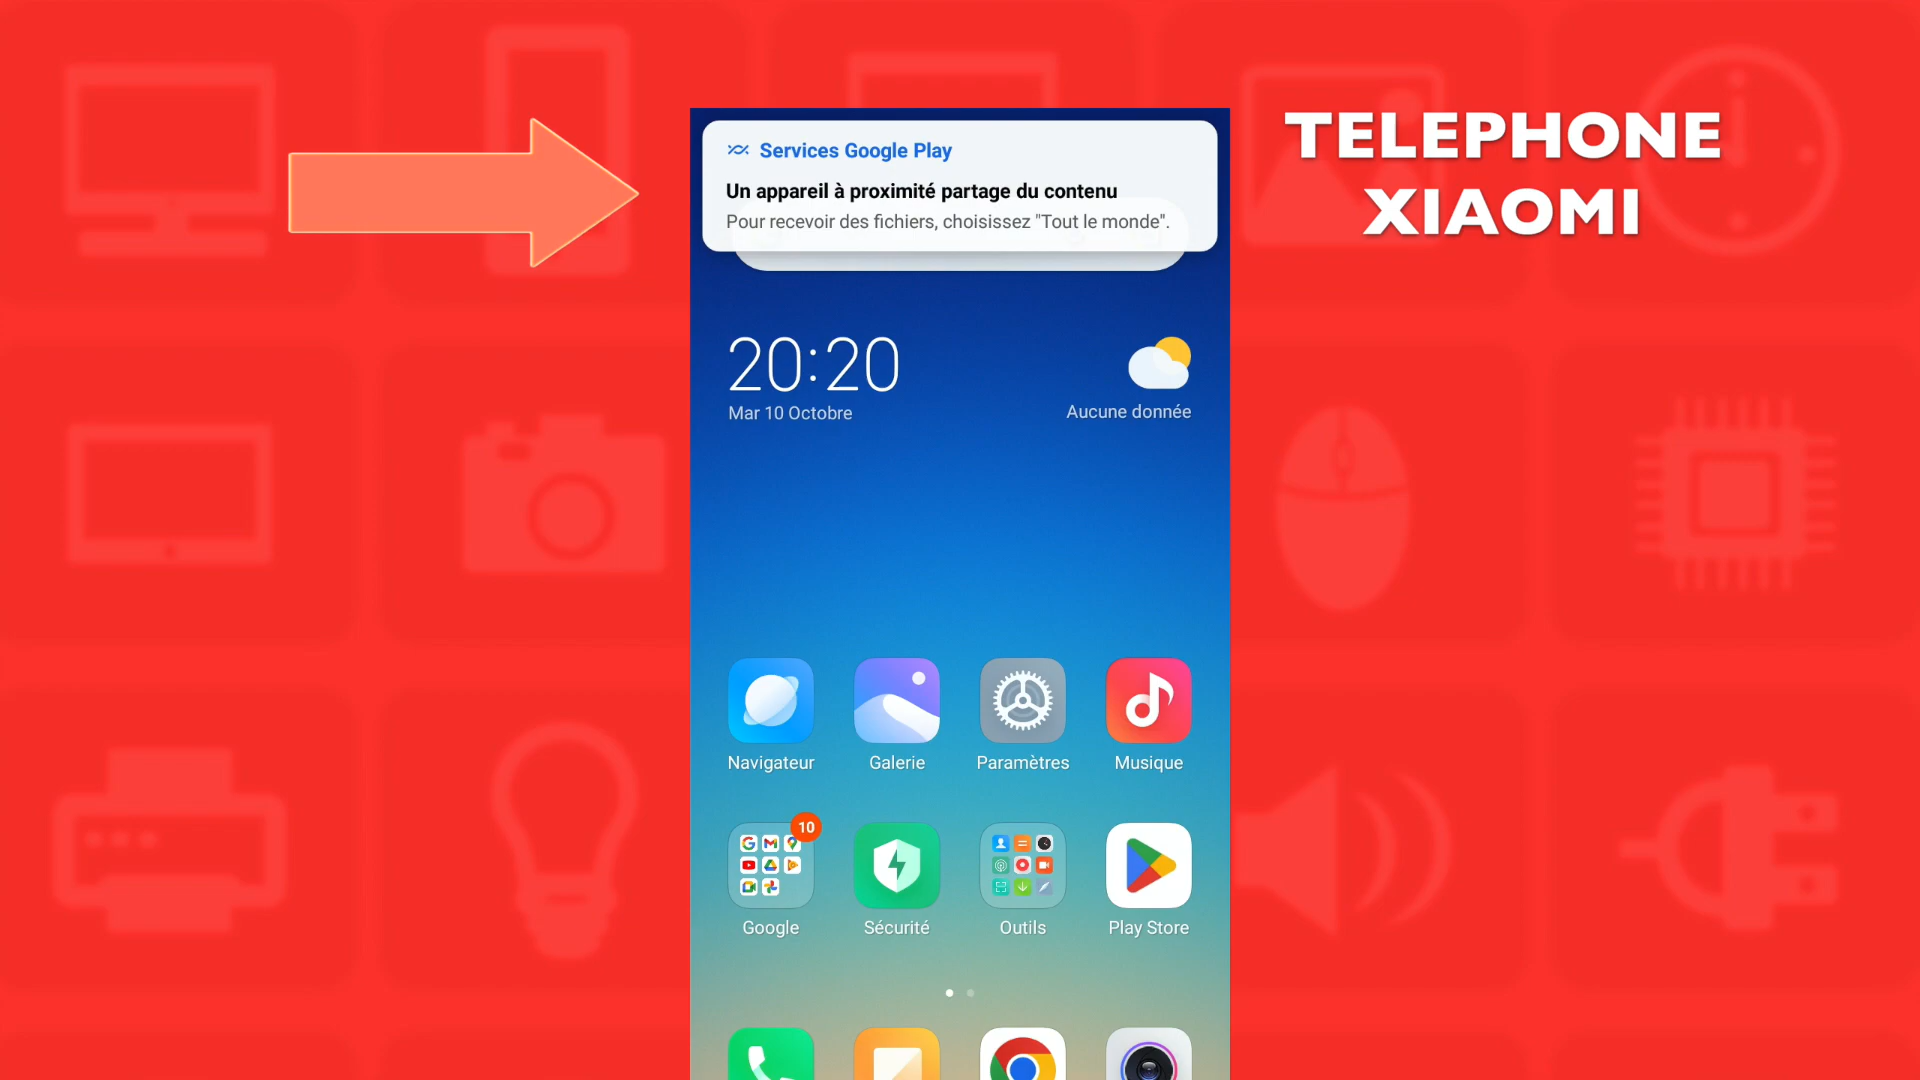 TELEPHONE
XIAOMI
Services Google Play
Un appareil à proximité partage du contenu
Pour recevoir des fichiers, choisissez "Tout le monde".
20:20
Mar 10 Octobre
Aucune donnée
Navigateur
Galerie
Paramètres
Musique
10
Google
Sécurité
Outils
Play Store